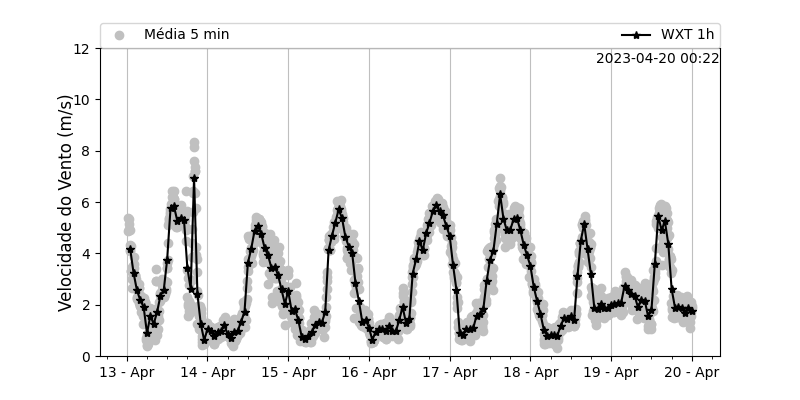 Média 5 min
WXT 1h
2023-04-20 00:22
Velocidade do Vento (m/s)
12
10
8
6
4
2
0
13 - Apr
14 - Apr
15 - Apr
16 - Apr
17 - Apr
18 - Apr
19 - Apr
20 - Apr